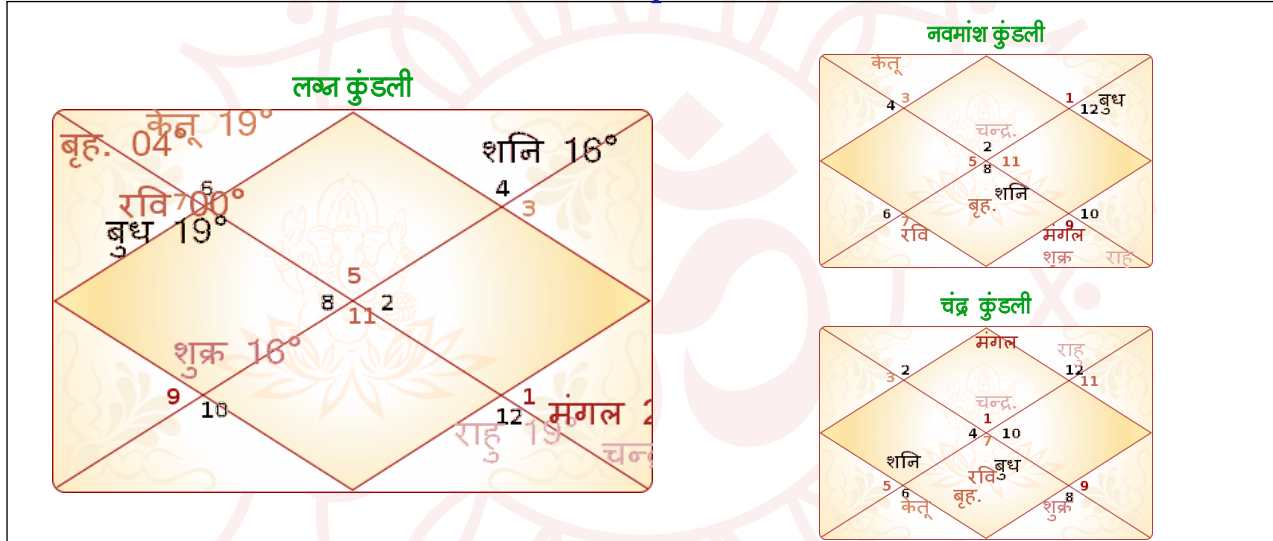 लग्न कुंडली
केतू 19°
बृह. 04°
शनि 16°
6
4
रवि 00°
7
3
बुध 19°
5
8 2
11
शुक्र 16°
9
1
10
12
मंगल 2
राहु 19°
नवमांश कुंडली
केतू
4 3
1
12 बुध
चन्द्र.
2
5 11
8
शनि
बृह.
6 7
10
9
रवि
मंगल
शुक्र
राहु
चंद्र कुंडली
मंगल
राहु
3 2
12
11
चन्द्र.
1
4 10
7
शनि
बुध
रवि
5
6
9
8
बृह.
केतू
शुक्र